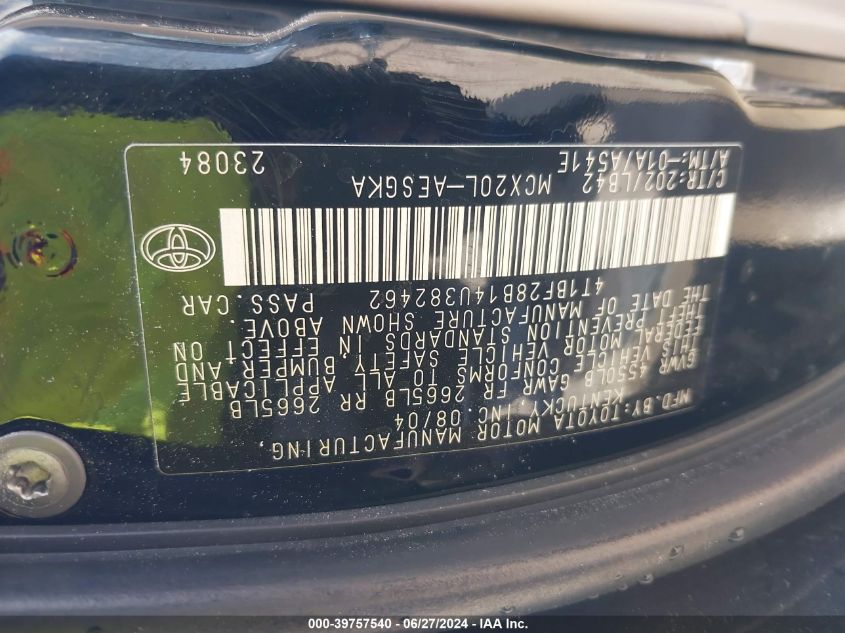 MFD.BY:TOYOTA MOTOR MANUFACTURING,
KENTUCKY,INC.08/04
GVWR 4550LB GAWR FR 2665LB RR 2665LB
THIS VEHICLE CONFORMS TO ALL APPLICABLE
FEDERAL MOTOR VEHICLE SAFETY,BUMPER AND
THEFT PREVENTION STANDARDS IN EFFECT ON
THE DATE OF MANUFACTURE SHOWN ABOVE.
4T1BF28B14U382462 PASS.CAR
C/TR:202/LB42 MCX20L-AESGKA
A/TM:-01A/A541E 23084
000-39757540 - 06/27/2024 - IAAI.com